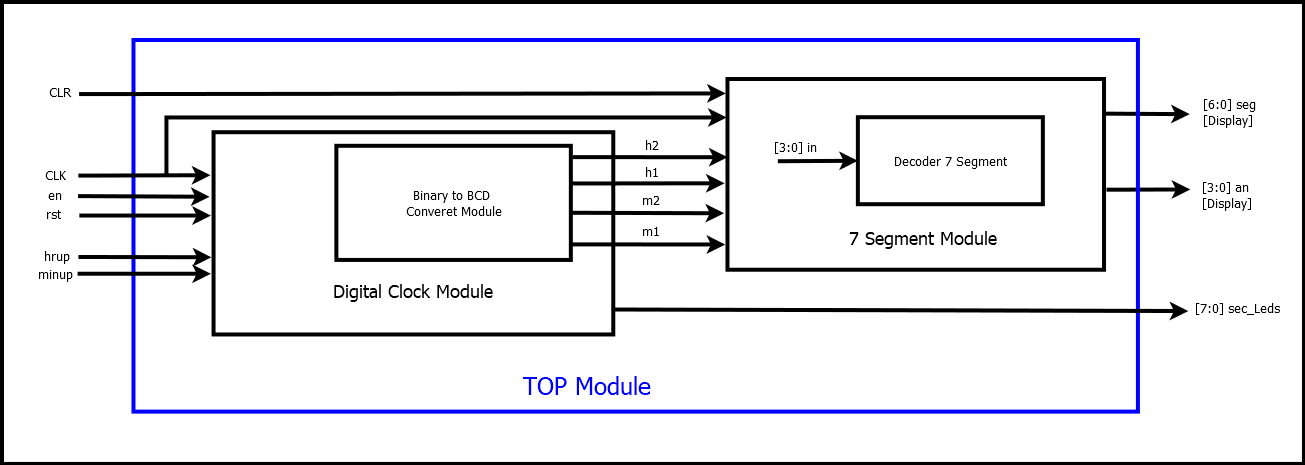 CLR
CLK
en
rst
hrup
minup
Binary to BCD
Converet Module
Digital Clock Module
h2
h1
m2
m1
[3:0] in
Decoder 7 Segment
7 Segment Module
[6:0] seg
[Display]
[3:0] an
[Display]
[7:0] sec_Leds
TOP Module